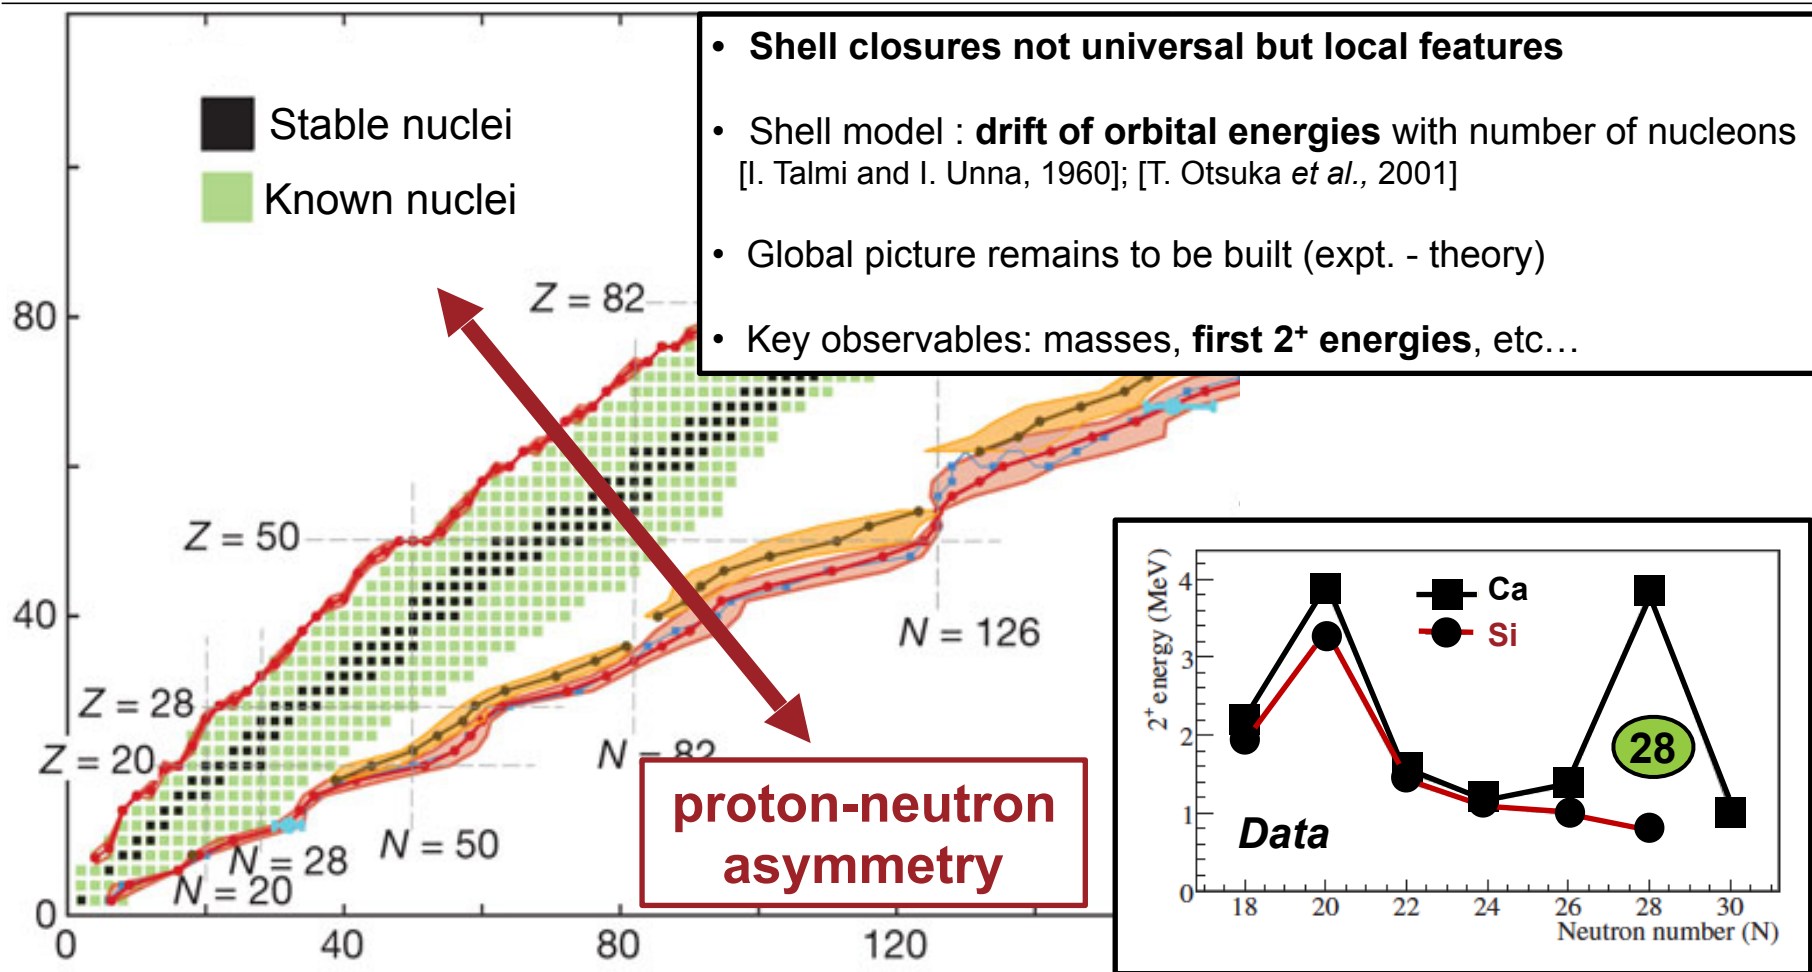 • Shell closures not universal but local features
• Shell model : drift of orbital energies with number of nucleons
[I. Talmi and I. Unna, 1960]; [T. Otsuka et al., 2001]
• Global picture remains to be built (expt. - theory)
• Key observables: masses, first 2⁺ energies, etc…
Stable nuclei
Known nuclei
Z = 82
80
Z = 50
40
N = 126
Z = 28
Z = 20
N = 82
N = 50
N = 28
N = 20
0
0
40
80
120
proton-neutron
asymmetry
2⁺ energy (MeV)
4
3
2
1
0
Ca
Si
28
Data
18
20
22
24
26
28
30
Neutron number (N)